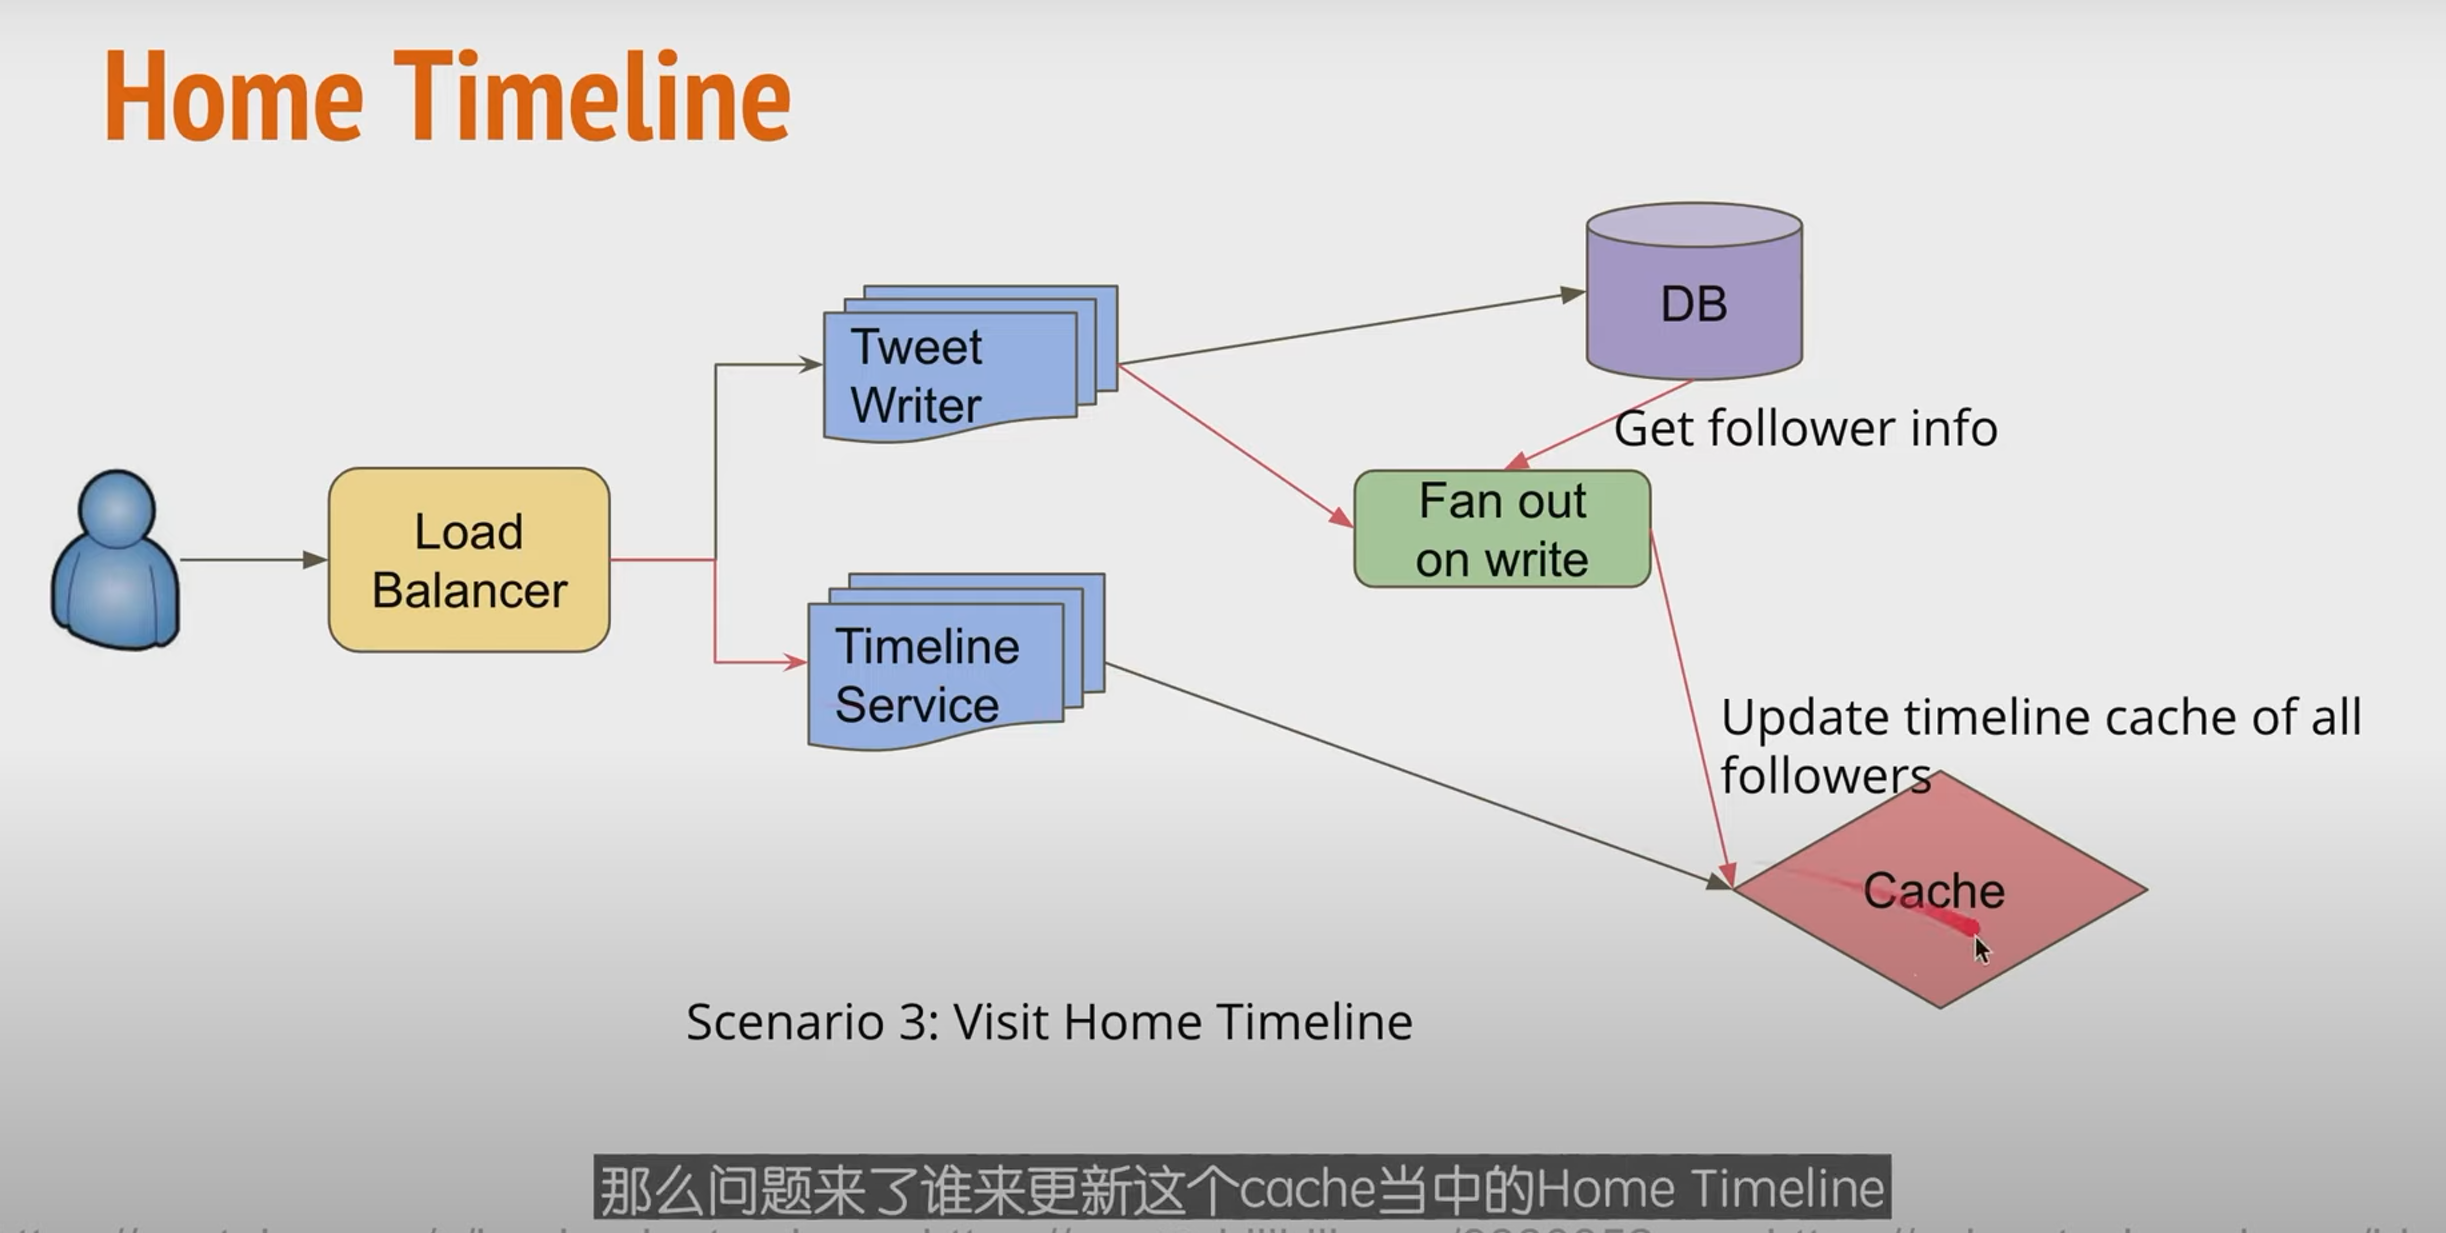 Home Timeline
DB
Tweet
Writer
Get follower info
Fan out
on write
Load
Balancer
Timeline
Service
Update timeline cache of all
followers
Cache
Scenario 3: Visit Home Timeline
那么问题来了谁来更新这个cache当中的Home Timeline